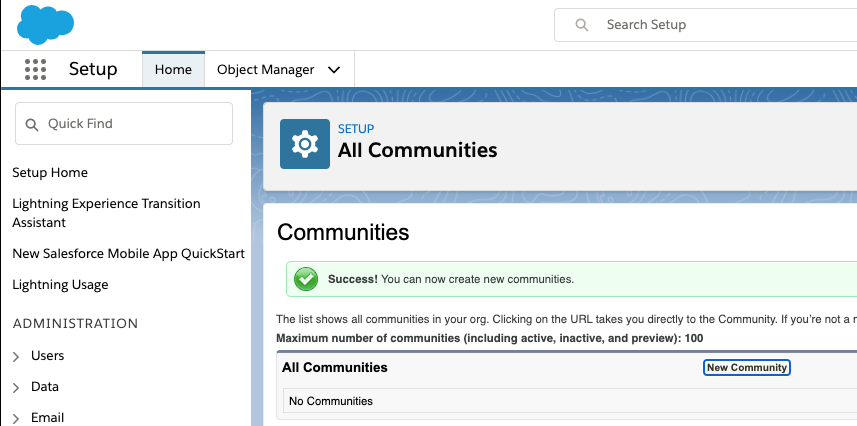 Search Setup
Setup
Home
Object Manager
Quick Find
Setup Home
Lightning Experience Transition
Assistant
New Salesforce Mobile App QuickStart
Lightning Usage
ADMINISTRATION
Users
Data
Email
SETUP
All Communities
Communities
Success! You can now create new communities.
The list shows all communities in your org. Clicking on the URL takes you directly to the Community. If you're not a
Maximum number of communities (including active, inactive, and preview): 100
All Communities
New Community
No Communities